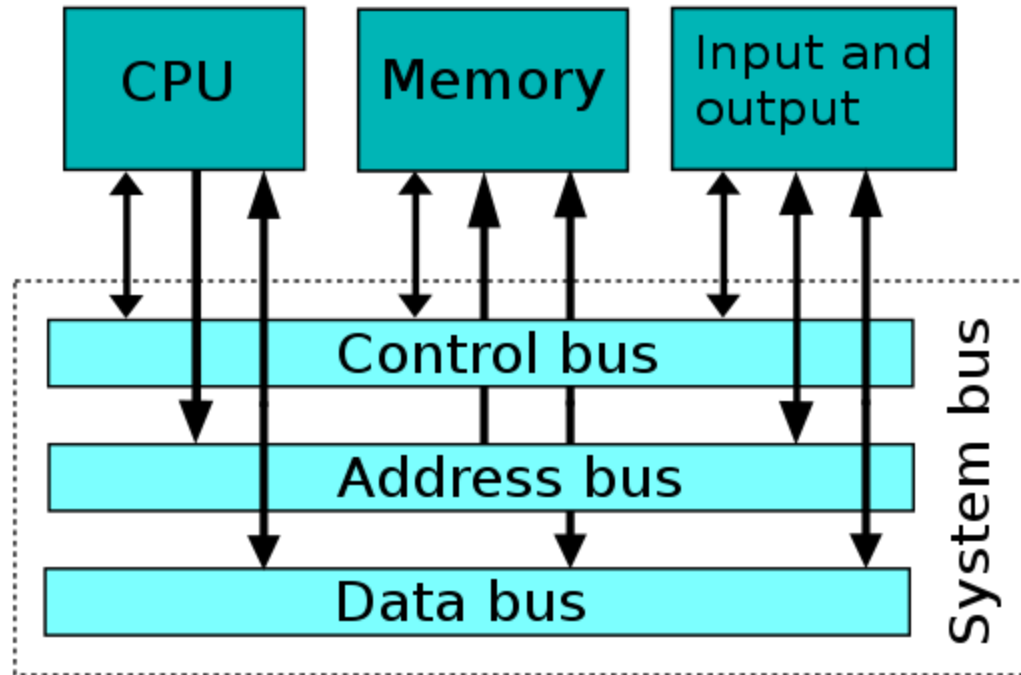 CPU
Memory
Input and
output
Control bus
Address bus
Data bus
System bus